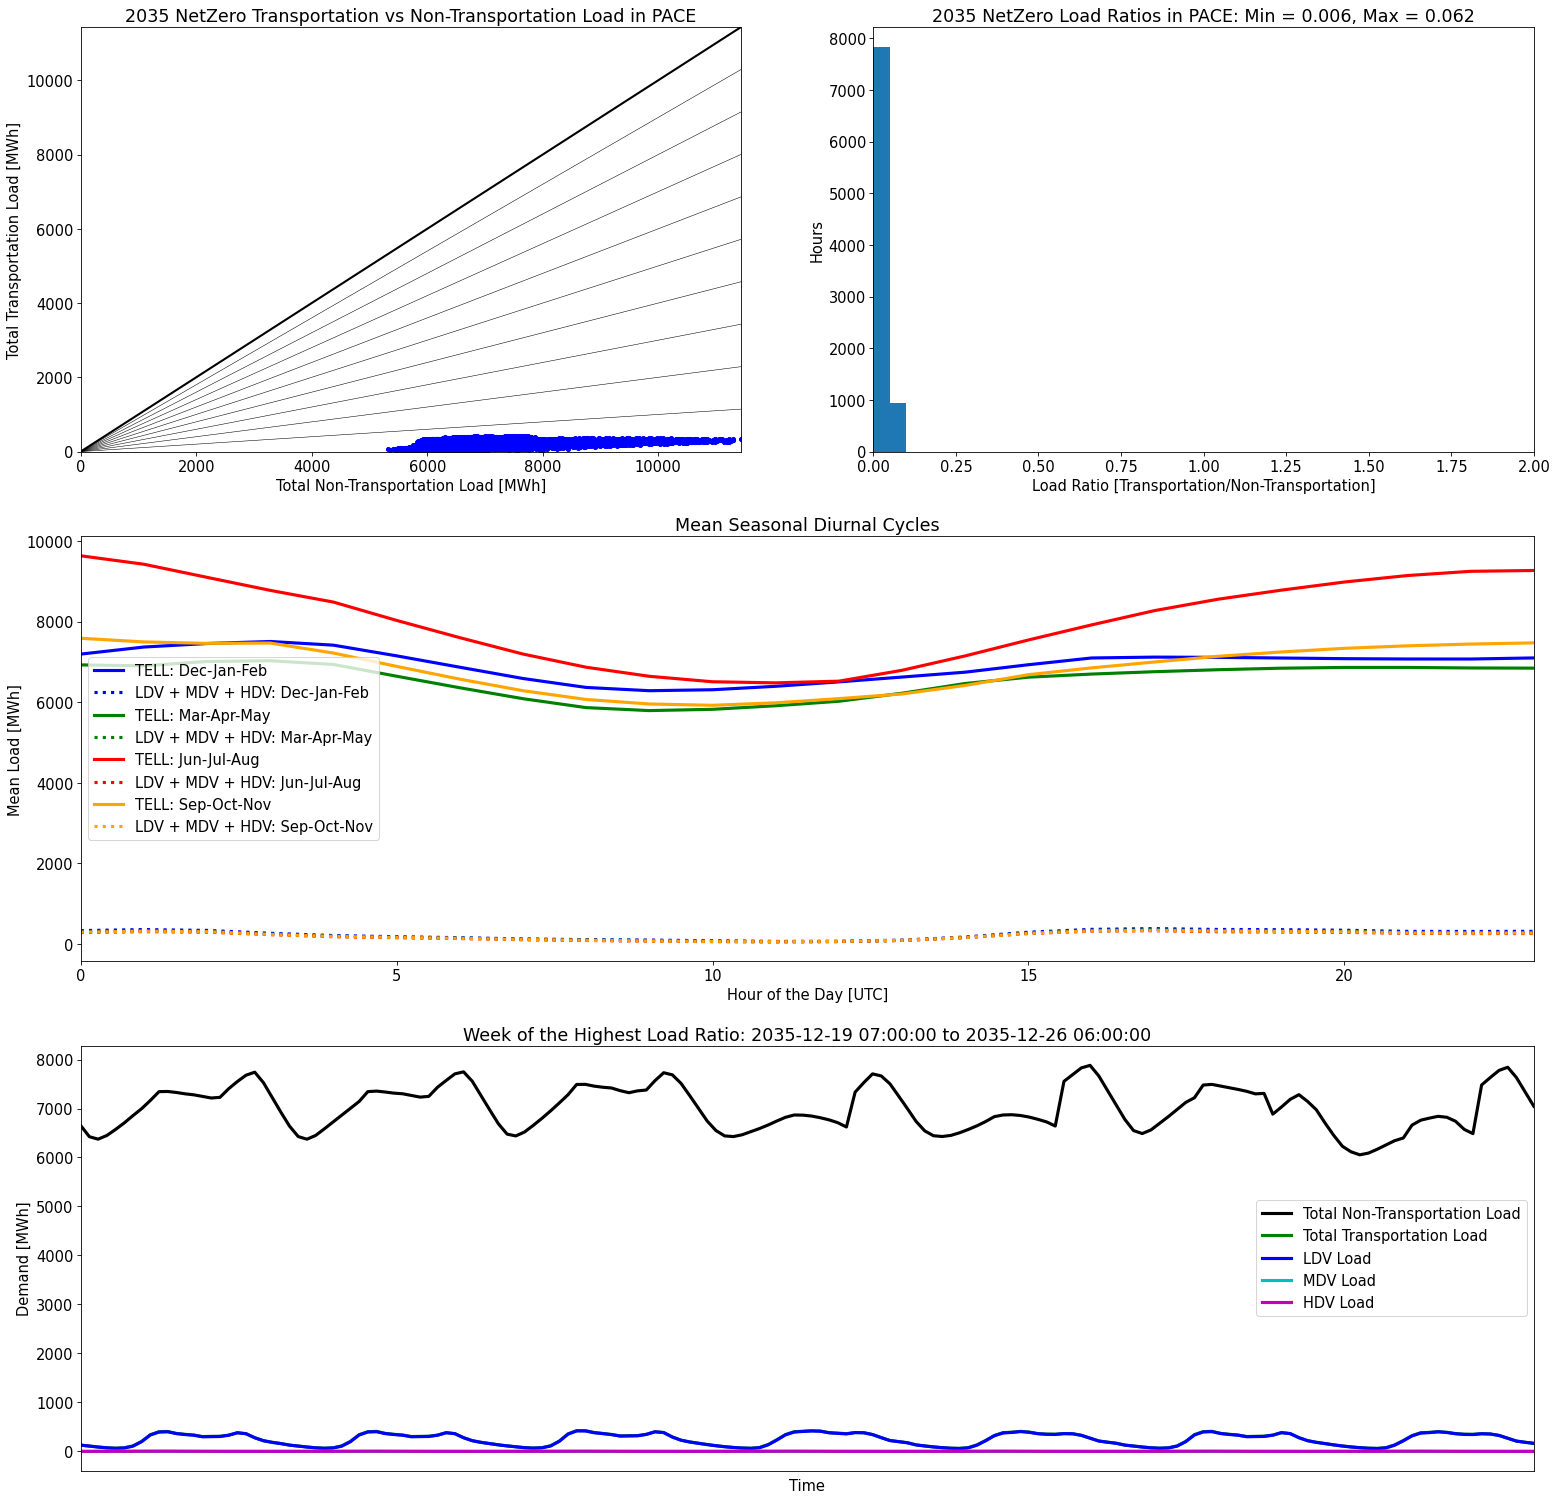 2035 NetZero Transportation vs Non-Transportation Load in PACE
Total Transportation Load [MWh]
10000
8000
6000
4000
2000
0
0 2000 4000 6000 8000 10000
Total Non-Transportation Load [MWh]
2035 NetZero Load Ratios in PACE: Min = 0.006, Max = 0.062
Hours
8000
7000
6000
5000
4000
3000
2000
1000
0
0.00 0.25 0.50 0.75 1.00 1.25 1.50 1.75 2.00
Load Ratio [Transportation/Non-Transportation]
Mean Seasonal Diurnal Cycles
Mean Load [MWh]
10000
8000
6000
4000
2000
0
TELL: Dec-Jan-Feb
LDV + MDV + HDV: Dec-Jan-Feb
TELL: Mar-Apr-May
LDV + MDV + HDV: Mar-Apr-May
TELL: Jun-Jul-Aug
LDV + MDV + HDV: Jun-Jul-Aug
TELL: Sep-Oct-Nov
LDV + MDV + HDV: Sep-Oct-Nov
0 5 10 15 20
Hour of the Day [UTC]
Week of the Highest Load Ratio: 2035-12-19 07:00:00 to 2035-12-26 06:00:00
Demand [MWh]
8000
7000
6000
5000
4000
3000
2000
1000
0
Total Non-Transportation Load
Total Transportation Load
LDV Load
MDV Load
HDV Load
Time